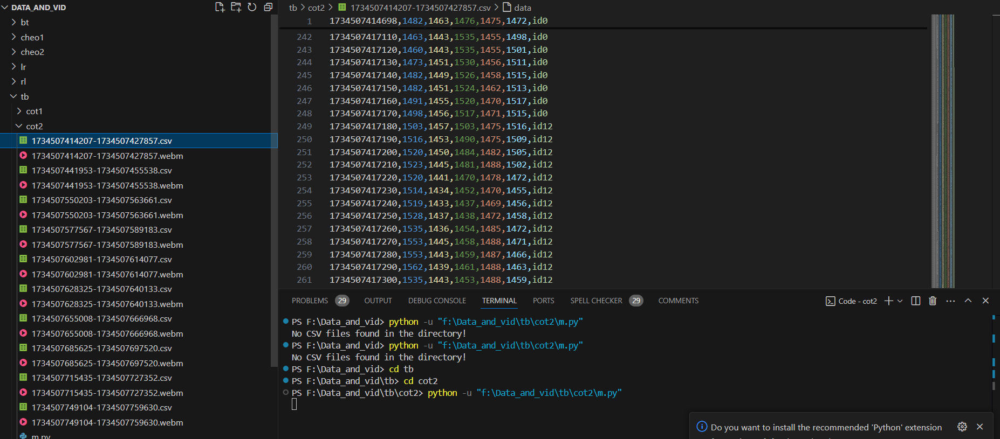 DATA_AND_VID
bt
cheo1
cheo2
lr
rl
tb
cot1
cot2
1734507414207-1734507427857.csv
1734507414207-1734507427857.webm
1734507441953-1734507455538.csv
1734507441953-1734507455538.webm
1734507550203-1734507563661.csv
1734507550203-1734507563661.webm
1734507577567-1734507589183.csv
1734507577567-1734507589183.webm
1734507602981-1734507614077.csv
1734507602981-1734507614077.webm
1734507628325-1734507640133.csv
1734507628325-1734507640133.webm
1734507655008-1734507666968.csv
1734507655008-1734507666968.webm
1734507685625-1734507697520.csv
1734507685625-1734507697520.webm
1734507715435-1734507727352.csv
1734507715435-1734507727352.webm
1734507749104-1734507759630.csv
1734507749104-1734507759630.webm
m.py
tb > cot2 > 1734507414207-1734507427857.csv > data
1 1734507414698,1482,1463,1476,1475,1472,id0
242 1734507417110,1463,1443,1535,1455,1498,id0
243 1734507417120,1460,1443,1535,1455,1501,id0
244 1734507417130,1473,1451,1530,1456,1511,id0
245 1734507417140,1482,1449,1526,1458,1515,id0
246 1734507417150,1482,1451,1524,1462,1513,id0
247 1734507417160,1491,1455,1520,1470,1517,id0
248 1734507417170,1498,1456,1517,1471,1515,id0
249 1734507417180,1503,1457,1503,1475,1516,id12
250 1734507417190,1516,1453,1490,1475,1509,id12
251 1734507417200,1520,1450,1484,1482,1505,id12
252 1734507417210,1523,1445,1481,1488,1502,id12
253 1734507417220,1520,1441,1470,1478,1472,id12
254 1734507417230,1514,1434,1452,1470,1455,id12
255 1734507417240,1519,1433,1437,1469,1456,id12
256 1734507417250,1528,1437,1438,1472,1458,id12
257 1734507417260,1535,1436,1454,1485,1472,id12
258 1734507417270,1553,1445,1458,1488,1471,id12
259 1734507417280,1553,1443,1459,1487,1466,id12
260 1734507417290,1562,1439,1461,1488,1463,id12
261 1734507417300,1535,1443,1453,1488,1459,id12
PROBLEMS 29 OUTPUT DEBUG CONSOLE TERMINAL PORTS SPELL CHECKER 29 COMMENTS Code - cot2
PS F:\Data_and_vid> python -u "f:\Data_and_vid\tb\cot2\m.py"
No CSV files found in the directory!
PS F:\Data_and_vid> python -u "f:\Data_and_vid\tb\cot2\m.py"
No CSV files found in the directory!
PS F:\Data_and_vid> cd tb
PS F:\Data_and_vid\tb> cd cot2
PS F:\Data_and_vid\tb\cot2> python -u "f:\Data_and_vid\tb\cot2\m.py"
Do you want to install the recommended 'Python' extension